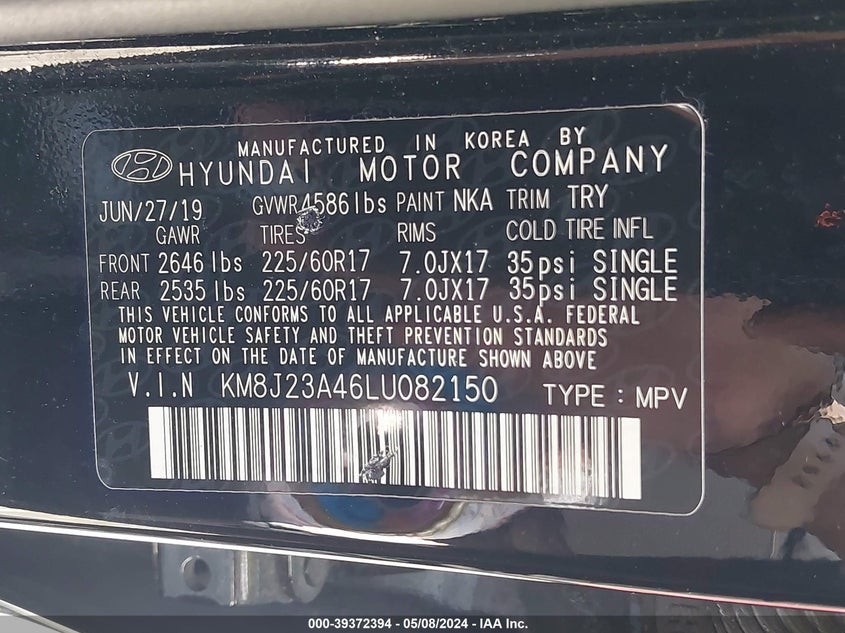 MANUFACTURED IN KOREA BY
HYUNDAI MOTOR COMPANY
JUN/27/19 GVWR 4586lbs PAINT NKA TRIM TRY
GAWR TIRES RIMS COLD TIRE INFL
FRONT 2646 lbs 225/60R17 7.0JX17 35psi SINGLE
REAR 2535 lbs 225/60R17 7.0JX17 35psi SINGLE
THIS VEHICLE CONFORMS TO ALL APPLICABLE U.S.A. FEDERAL
MOTOR VEHICLE SAFETY AND THEFT PREVENTION STANDARDS
IN EFFECT ON THE DATE OF MANUFACTURE SHOWN ABOVE
V.I.N KM8J23A46LU082150 TYPE : MPV
000-39372394 - 05/08/2024 - IAA Inc.